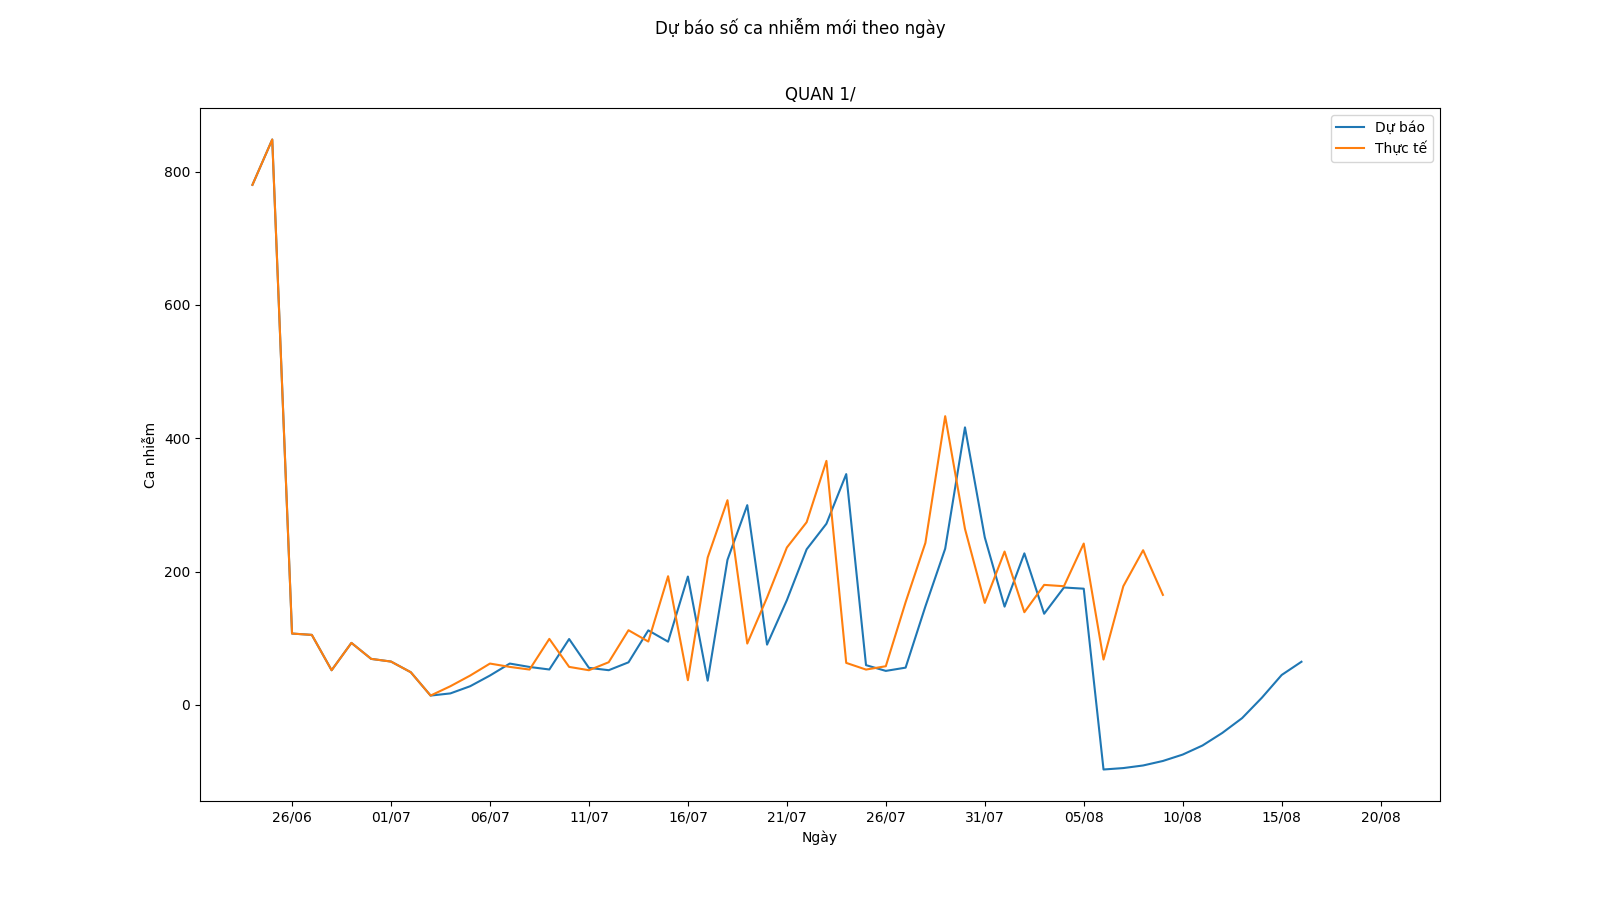 Dự báo số ca nhiễm mới theo ngày
QUAN 1/
Dự báo
Thực tế
800
600
400
200
0
Ca nhiễm
26/06 01/07 06/07 11/07 16/07 21/07 26/07 31/07 05/08 10/08 15/08 20/08
Ngày